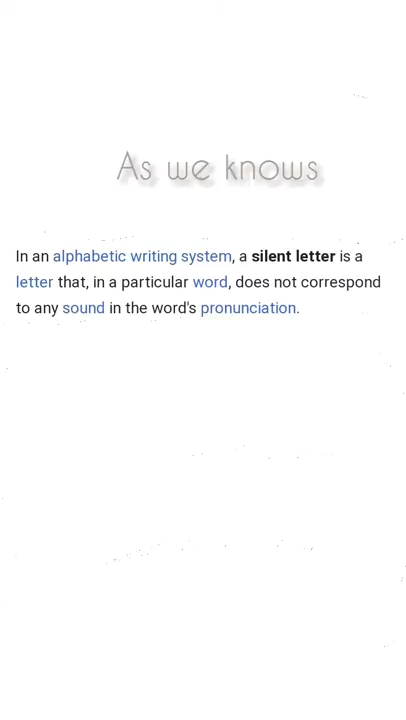 As we knows
In an alphabetic writing system, a silent letter is a
letter that, in a particular word, does not correspond
to any sound in the word's pronunciation.